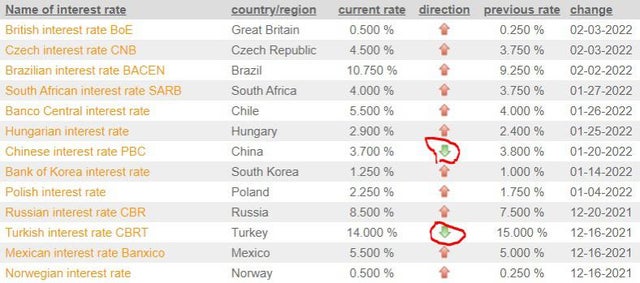 Name of interest rate country/region current rate direction previous rate change
British interest rate BoE Great Britain 0.500 % 0.250 % 02-03-2022
Czech interest rate CNB Czech Republic 4.500 % 3.750 % 02-03-2022
Brazilian interest rate BACEN Brazil 10.750 % 9.250 % 02-02-2022
South African interest rate SARB South Africa 4.000 % 3.750 % 01-27-2022
Banco Central interest rate Chile 5.500 % 4.000 % 01-26-2022
Hungarian interest rate Hungary 2.900 % 2.400 % 01-25-2022
Chinese interest rate PBC China 3.700 % 3.800 % 01-20-2022
Bank of Korea interest rate South Korea 1.250 % 1.000 % 01-14-2022
Polish interest rate Poland 2.250 % 1.750 % 01-04-2022
Russian interest rate CBR Russia 8.500 % 7.500 % 12-20-2021
Turkish interest rate CBRT Turkey 14.000 % 15.000 % 12-16-2021
Mexican interest rate Banxico Mexico 5.500 % 5.000 % 12-16-2021
Norwegian interest rate Norway 0.500 % 0.250 % 12-16-2021